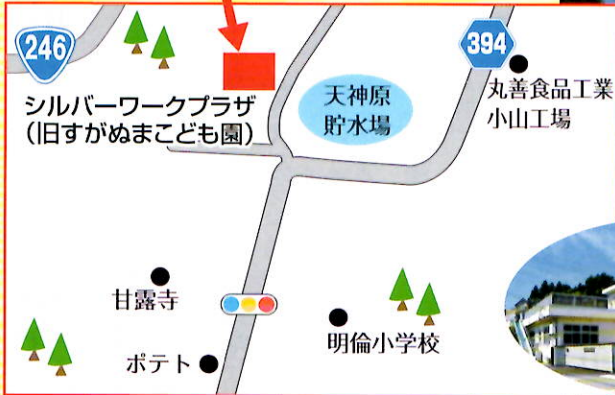 246
394
シルバーワークプラザ
(旧すがぬまこども園)
天神原
貯水場
丸善食品工業
小山工場
甘露寺
明倫小学校
ポテト